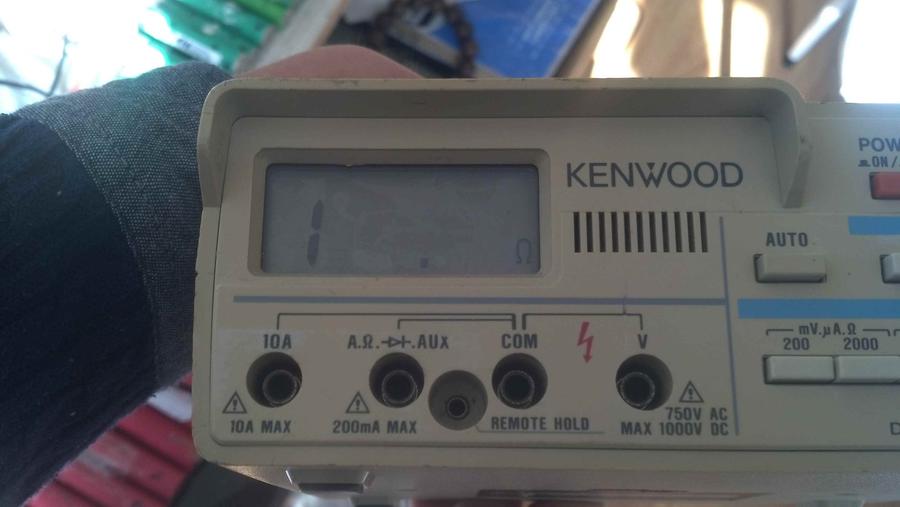 KENWOOD
POW
ON/
1
Ω
AUTO
mV.μA.Ω
200 2000
10A
A.Ω. .AUX
COM
V
10A MAX
200mA MAX
REMOTE HOLD
750V AC
MAX 1000V DC
D